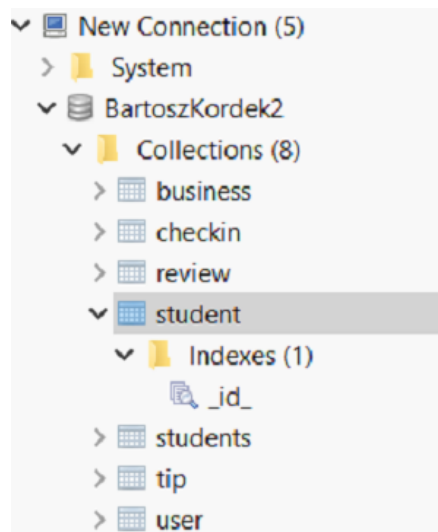 New Connection (5)
System
BartoszKordek2
Collections (8)
business
checkin
review
student
Indexes (1)
_id_
students
tip
user